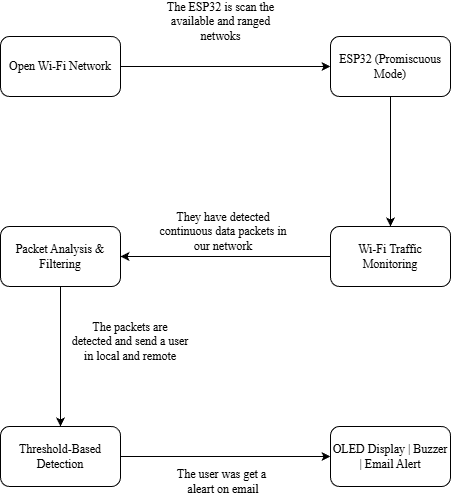 The ESP32 is scan the
available and ranged
netwoks
Open Wi-Fi Network
ESP32 (Promiscuous
Mode)
They have detected
continuous data packets in
our network
Packet Analysis &
Filtering
Wi-Fi Traffic
Monitoring
The packets are
detected and send a user
in local and remote
Threshold-Based
Detection
OLED Display | Buzzer
| Email Alert
The user was get a
aleart on email